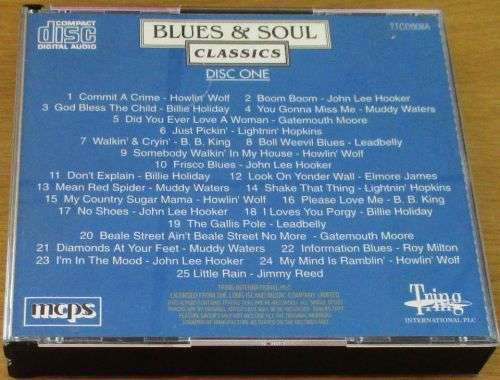 COMPACT
disc
DIGITAL AUDIO
BLUES & SOUL
CLASSICS
DISC ONE
1 Commit A Crime - Howlin' Wolf 2 Boom Boom - John Lee Hooker
3 God Bless The Child - Billie Holiday 4 You Gonna Miss Me - Muddy Waters
5 Did You Ever Love A Woman - Gatemouth Moore
6 Just Pickin' - Lightnin' Hopkins
7 Walkin' & Cryin' - B. B. King 8 Boll Weevil Blues - Leadbelly
9 Somebody Walkin' In My House - Howlin' Wolf
10 Frisco Blues - John Lee Hooker
11 Don't Explain - Billie Holiday 12 Look On Yonder Wall - Elmore James
13 Mean Red Spider - Muddy Waters 14 Shake That Thing - Lightnin' Hopkins
15 My Country Sugar Mama - Howlin' Wolf 16 Please Love Me - B. B. King
17 No Shoes - John Lee Hooker 18 I Loves You Porgy - Billie Holiday
19 The Gallis Pole - Leadbelly
20 Beale Street Ain't Beale Street No More - Gatemouth Moore
21 Diamonds At Your Feet - Muddy Waters 22 Information Blues - Roy Milton
23 I'm In The Mood - John Lee Hooker 24 My Mind Is Ramblin' - Howlin' Wolf
25 Little Rain - Jimmy Reed
mcps
TRING INTERNATIONAL PLC
Tring
INTERNATIONAL PLC